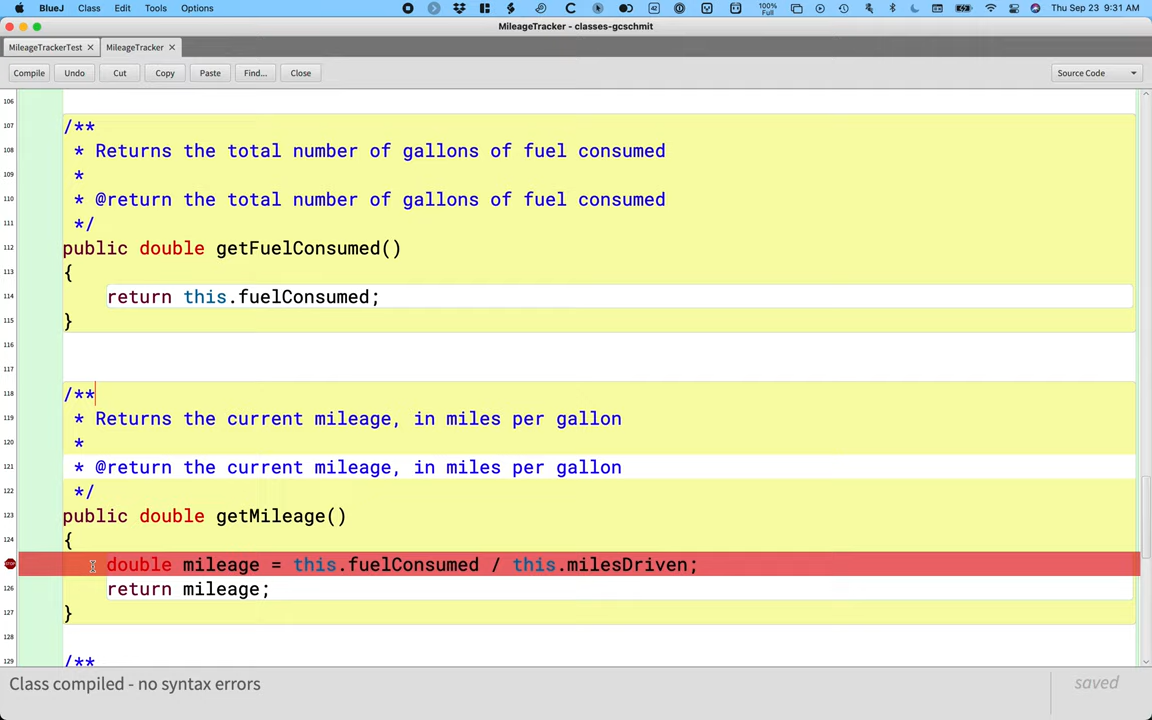 BlueJ Class Edit Tools Options 100% Full Thu Sep 23 9:31 AM
MileageTracker - classes-gcschmit
MileageTrackerTest × MileageTracker ×
Compile Undo Cut Copy Paste Find... Close Source Code
106
107 /**
108 * Returns the total number of gallons of fuel consumed
109 *
110 * @return the total number of gallons of fuel consumed
111 */
112 public double getFuelConsumed()
113 {
114 return this.fuelConsumed;
115 }
116
117
118 /**
119 * Returns the current mileage, in miles per gallon
120 *
121 * @return the current mileage, in miles per gallon
122 */
123 public double getMileage()
124 {
STOP double mileage = this.fuelConsumed / this.milesDriven;
126 return mileage;
127 }
128
129 /**
Class compiled - no syntax errors
saved